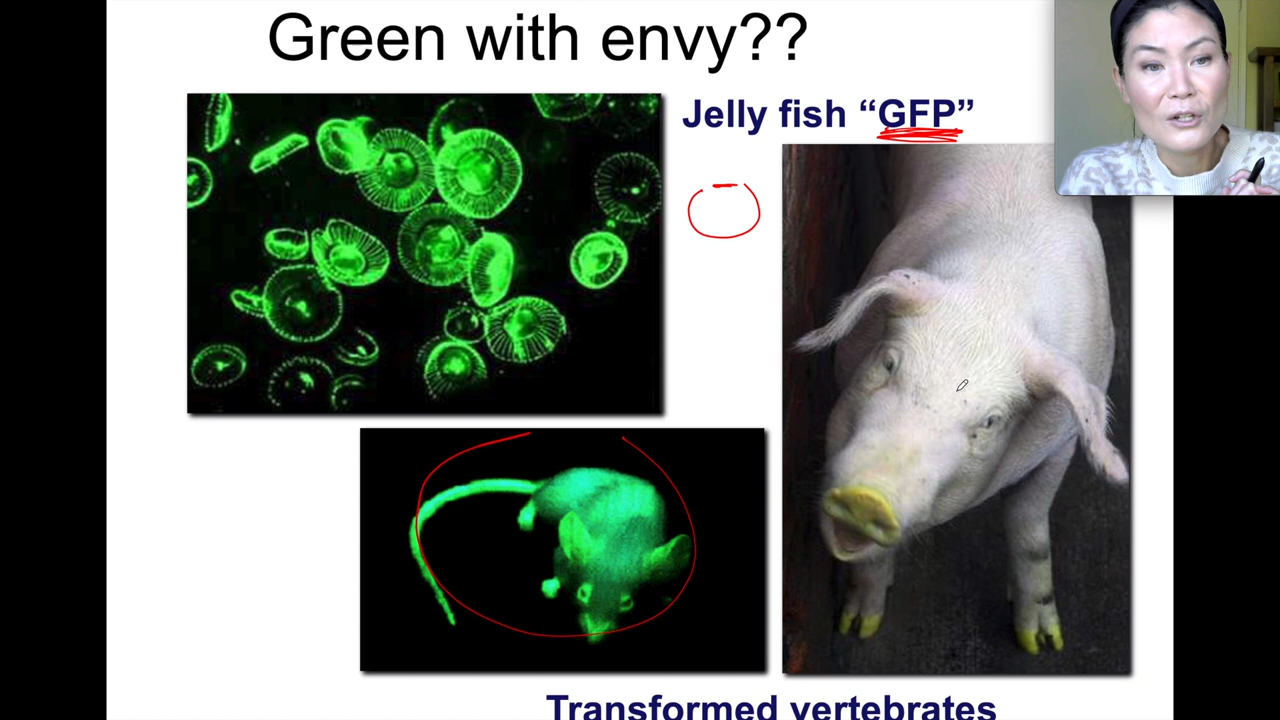 Green with envy??
Jelly fish “GFP”
Transformed vertebrates